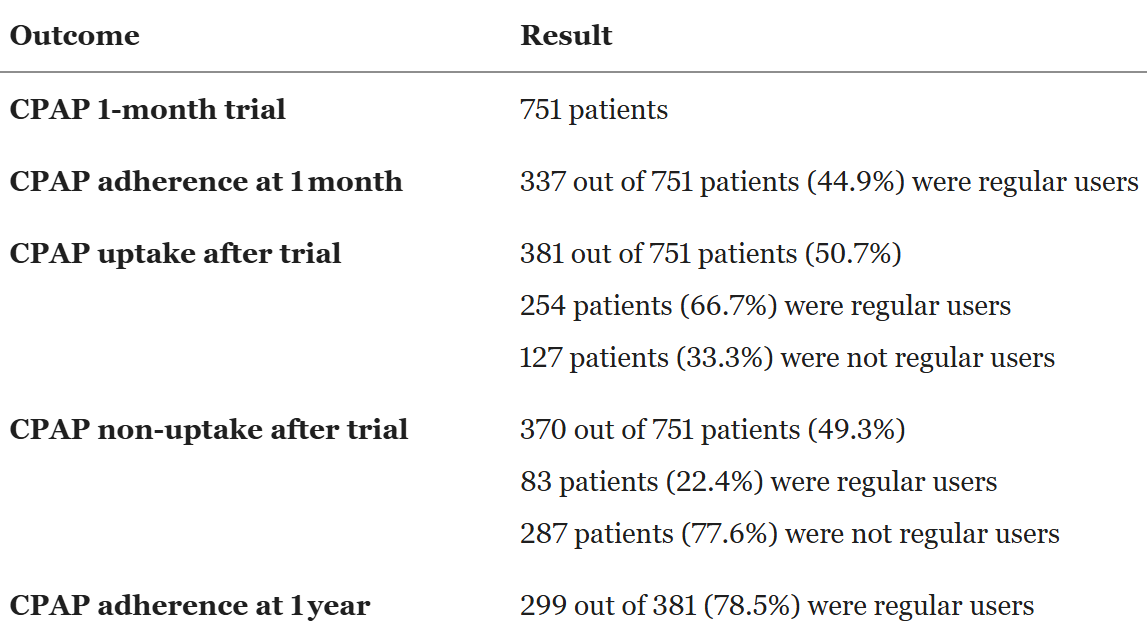 Outcome Result
CPAP 1-month trial 751 patients
CPAP adherence at 1 month 337 out of 751 patients (44.9%) were regular users
CPAP uptake after trial 381 out of 751 patients (50.7%)
254 patients (66.7%) were regular users
127 patients (33.3%) were not regular users
CPAP non-uptake after trial 370 out of 751 patients (49.3%)
83 patients (22.4%) were regular users
287 patients (77.6%) were not regular users
CPAP adherence at 1 year 299 out of 381 (78.5%) were regular users